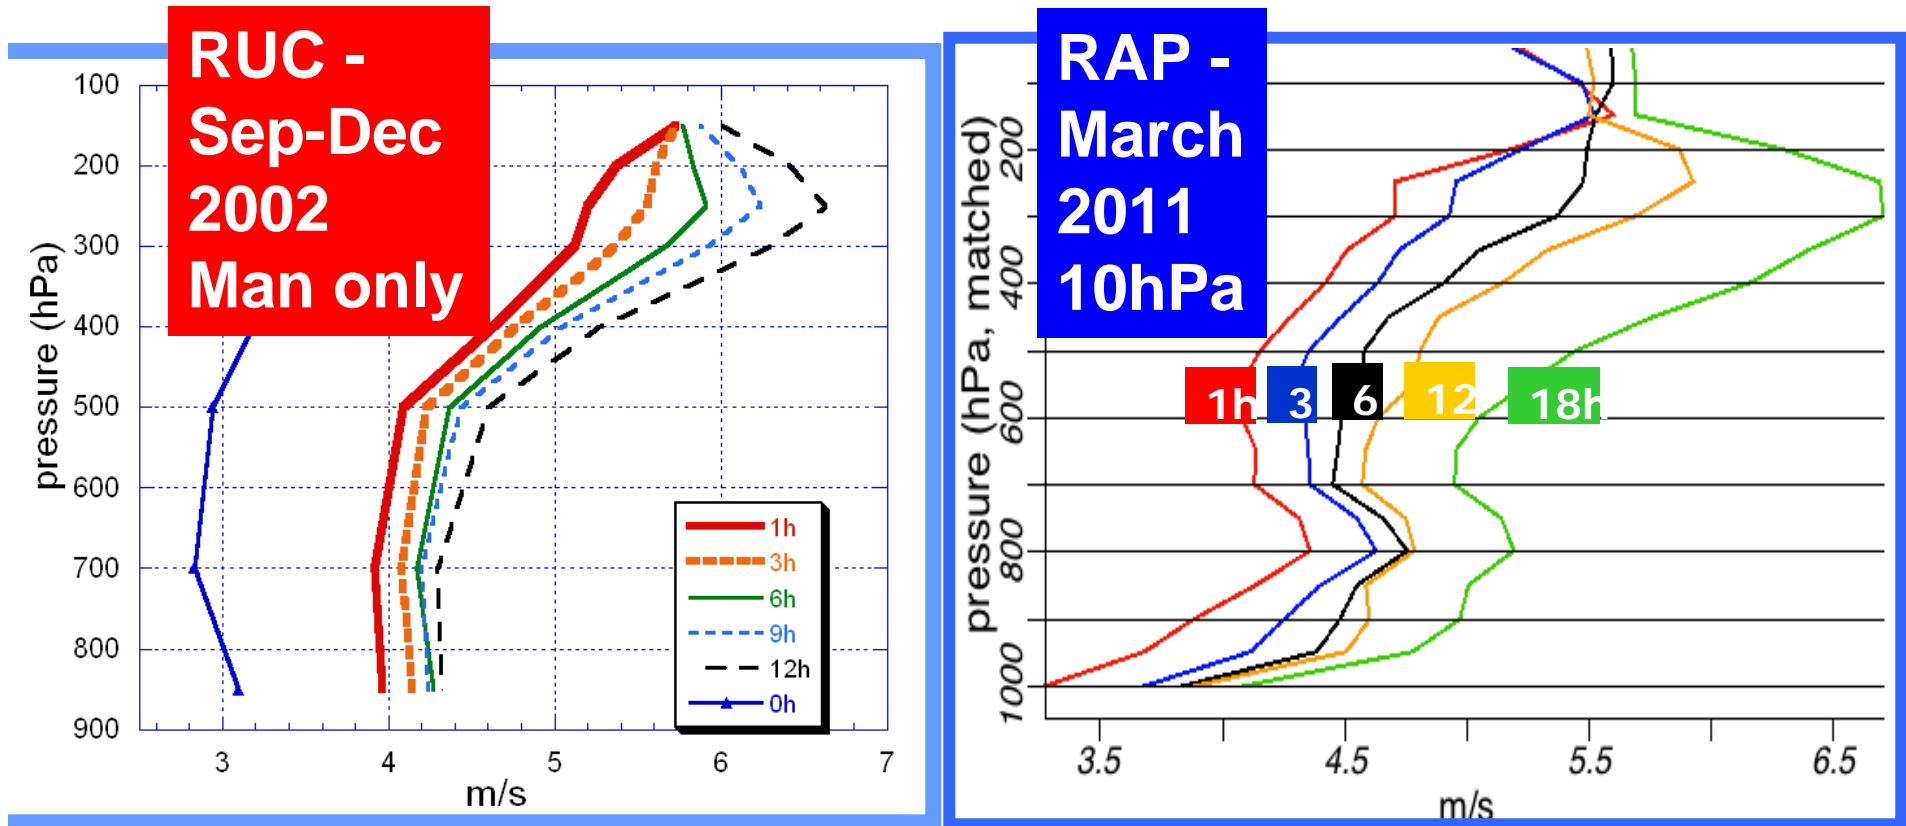 RUC -
Sep-Dec
2002
Man only
100
200
300
400
500
600
700
800
900
pressure (hPa)
3
4
5
6
7
m/s
1h
3h
6h
9h
12h
0h
RAP -
March
2011
10hPa
200
400
600
800
1000
pressure (hPa, matched)
1h
3
6
12
18h
3.5
4.5
5.5
6.5
m/s